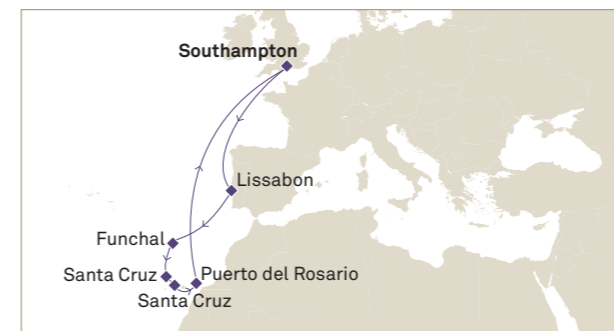 Southampton
Lissabon
Funchal
Santa Cruz
Puerto del Rosario
Santa Cruz